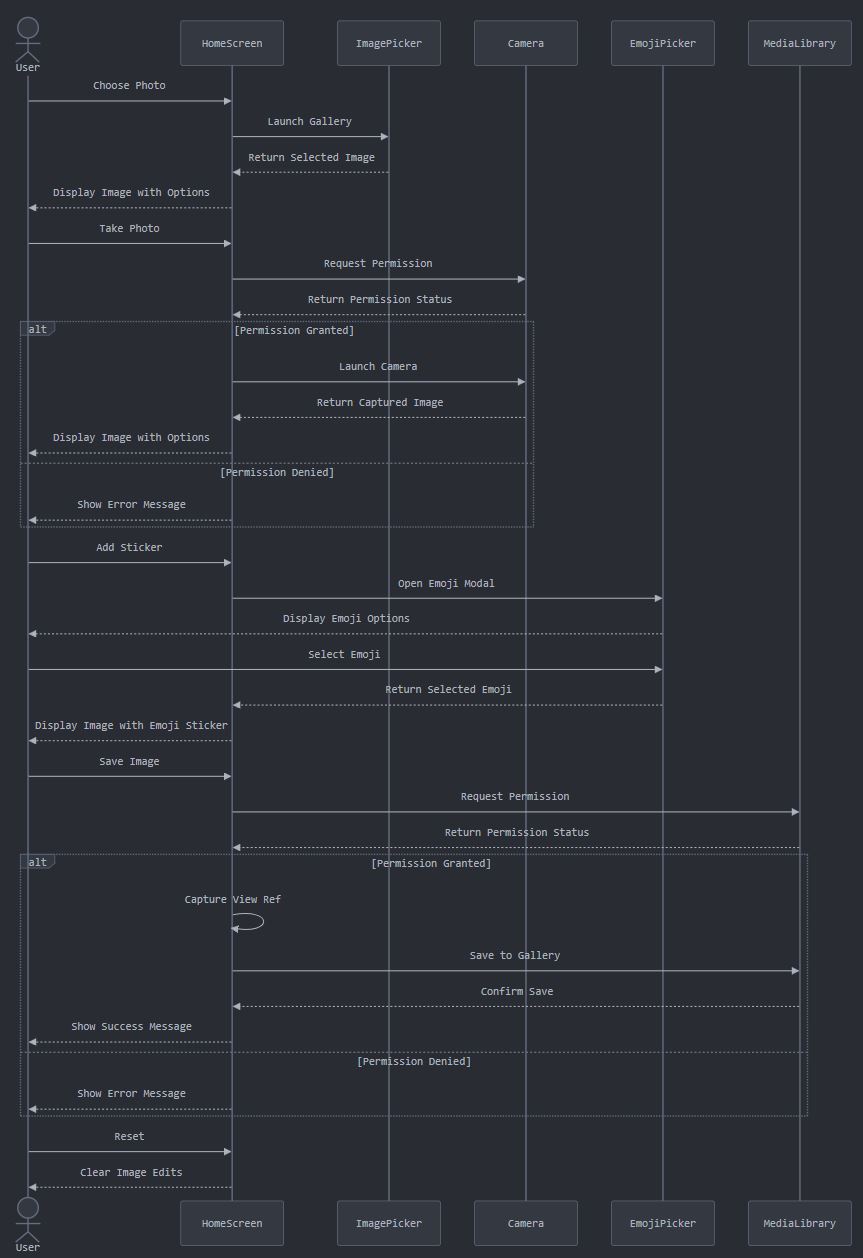 HomeScreen
ImagePicker
Camera
EmojiPicker
MediaLibrary
User
Choose Photo
Launch Gallery
Return Selected Image
Display Image with Options
Take Photo
Request Permission
Return Permission Status
alt
[Permission Granted]
Launch Camera
Return Captured Image
Display Image with Options
[Permission Denied]
Show Error Message
Add Sticker
Open Emoji Modal
Display Emoji Options
Select Emoji
Return Selected Emoji
Display Image with Emoji Sticker
Save Image
Request Permission
Return Permission Status
alt
[Permission Granted]
Capture View Ref
Save to Gallery
Confirm Save
Show Success Message
[Permission Denied]
Show Error Message
Reset
Clear Image Edits
HomeScreen
ImagePicker
Camera
EmojiPicker
MediaLibrary
User